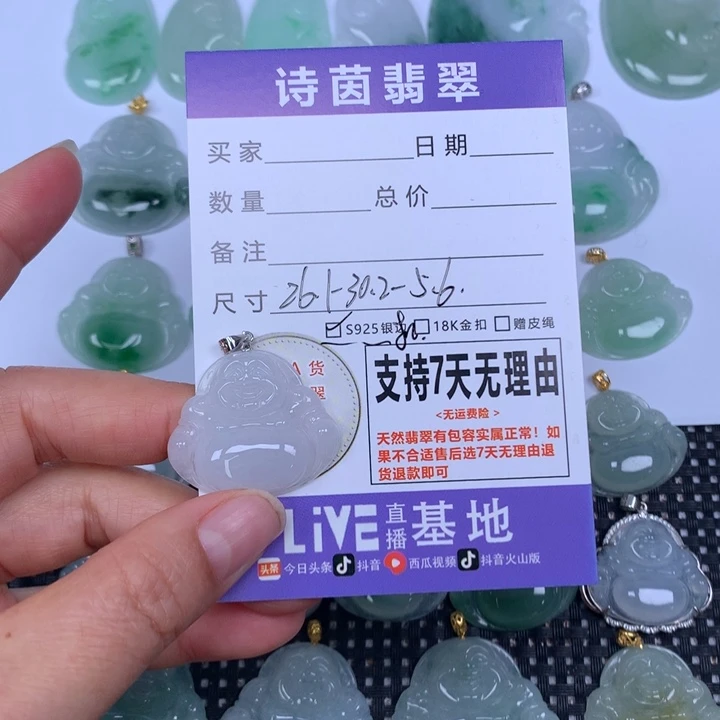 诗茵翡翠
买家 日期
数量 总价
备注
尺寸 26.1-30.2-5.6.
S925银 18K金扣 赠皮绳
A 货
翠
支持7天无理由
<无运费险>
天然翡翠有包容实属正常！如
果不合适售后选7天无理由退
货退款即可
LiVE 直播 基地
头条 今日头条 抖音 西瓜视频 抖音火山版